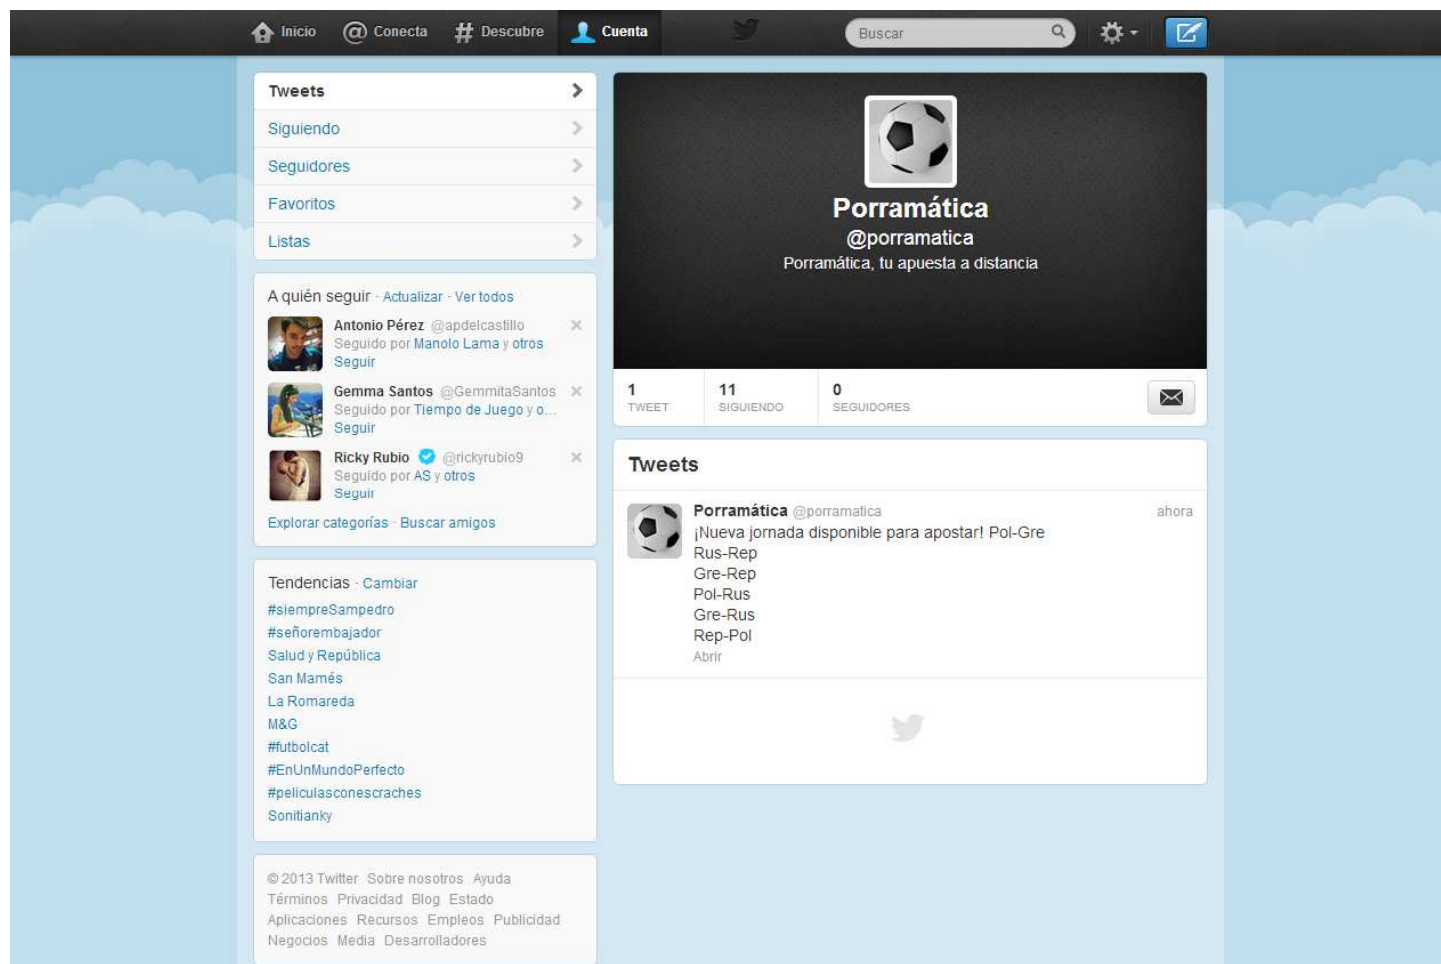 Inicio
Conecta
Descubre
Cuenta
Buscar
Tweets
Siguiendo
Seguidores
Favoritos
Listas
A quién seguir · Actualizar · Ver todos
Antonio Pérez @apdelcastillo
Seguido por Manolo Lama y otros
Seguir
Gemma Santos @GemmitaSantos
Seguido por Tiempo de Juego y o...
Seguir
Ricky Rubio @rickyrubio9
Seguido por AS y otros
Seguir
Explorar categorías · Buscar amigos
Tendencias · Cambiar
#siempreSampedro
#señorembajador
Salud y República
San Mamés
La Romareda
M&G
#futbolcat
#EnUnMundoPerfecto
#peliculasconescraches
Sonitianky
© 2013 Twitter Sobre nosotros Ayuda
Términos Privacidad Blog Estado
Aplicaciones Recursos Empleos Publicidad
Negocios Media Desarrolladores
Porramática
@porramatica
Porramática, tu apuesta a distancia
1
TWEET
11
SIGUIENDO
0
SEGUIDORES
Tweets
Porramática @porramatica
ahora
¡Nueva jornada disponible para apostar! Pol-Gre
Rus-Rep
Gre-Rep
Pol-Rus
Gre-Rus
Rep-Pol
Abrir